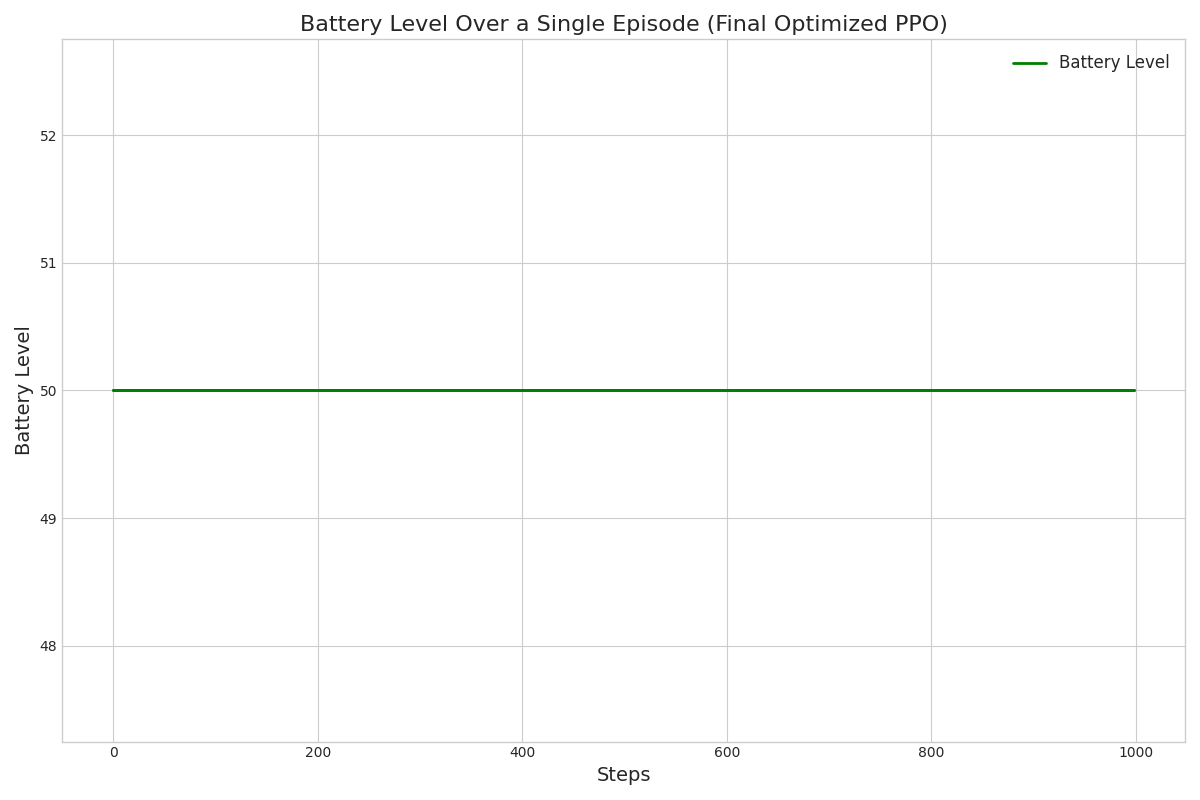 Battery Level Over a Single Episode (Final Optimized PPO)
Battery Level
52
51
50
49
48
Battery Level
0 200 400 600 800 1000
Steps